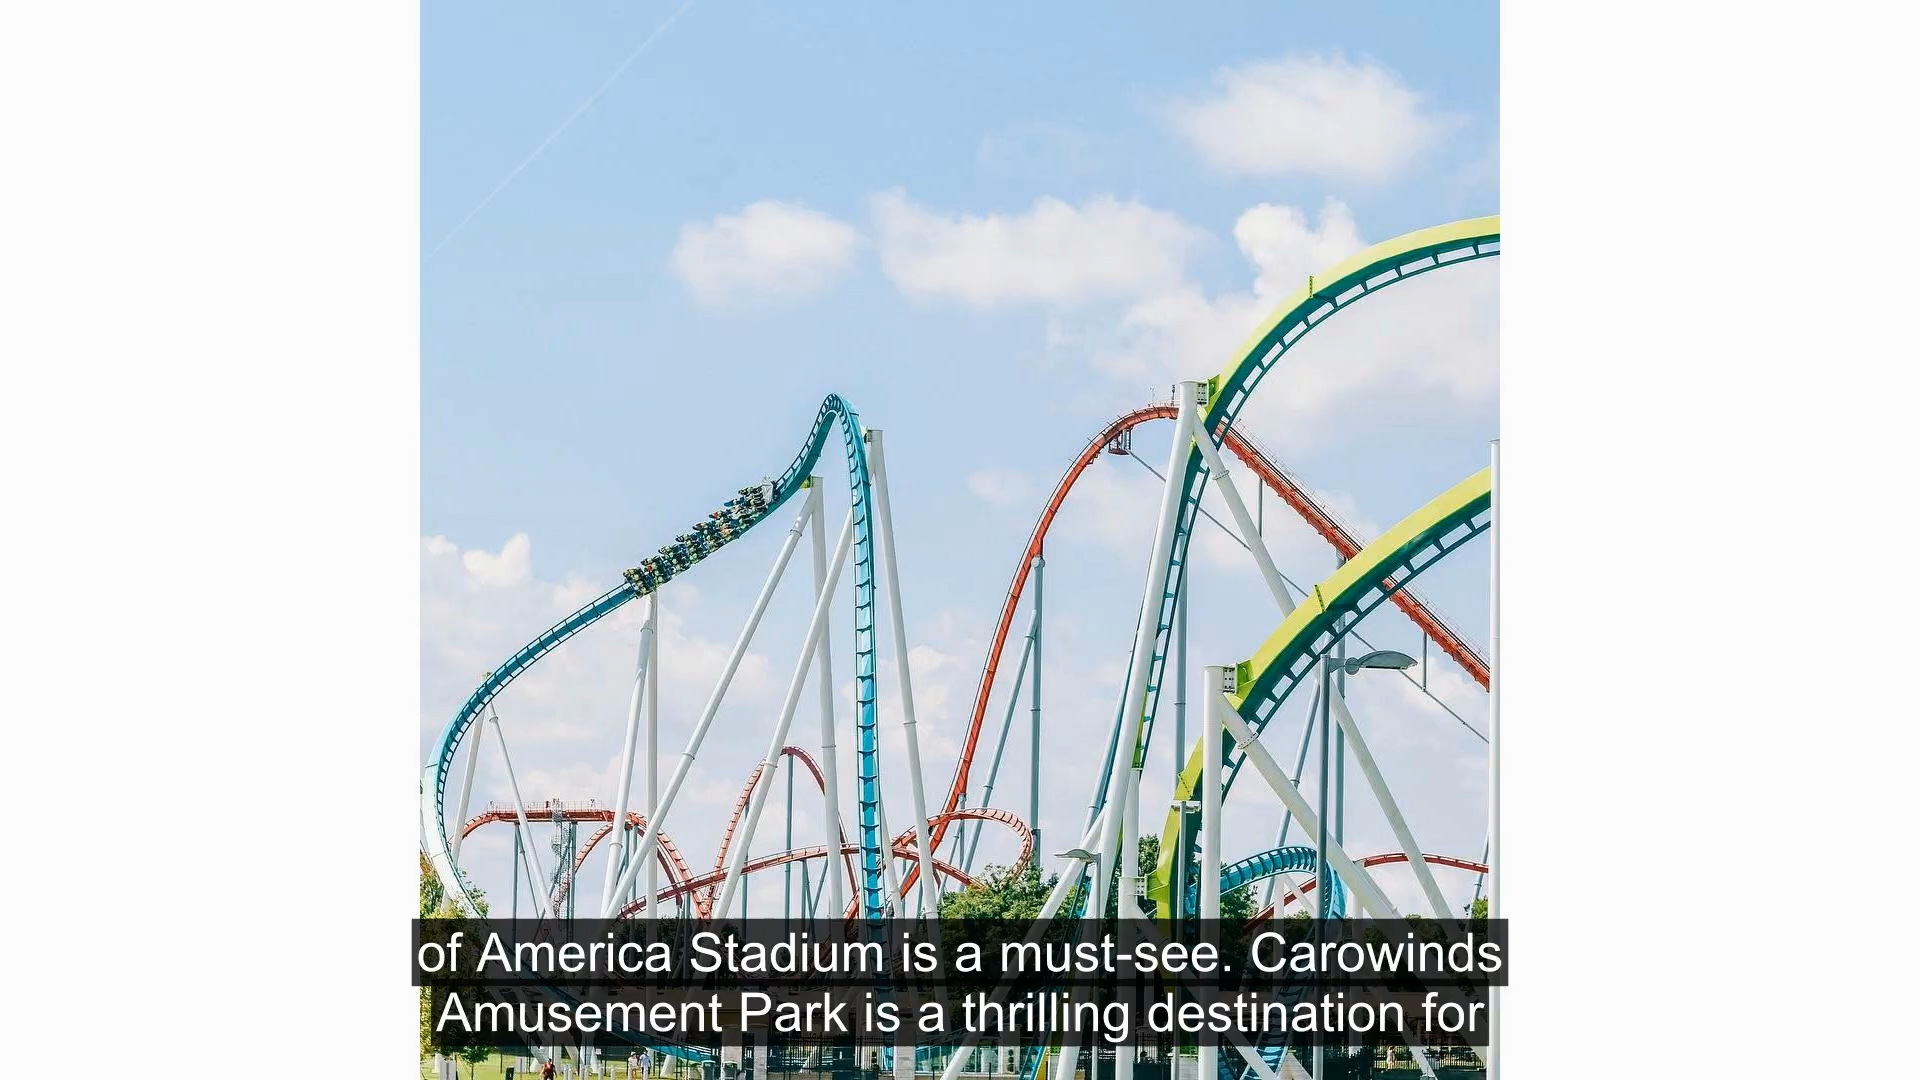 of America Stadium is a must-see. Carowinds
Amusement Park is a thrilling destination for